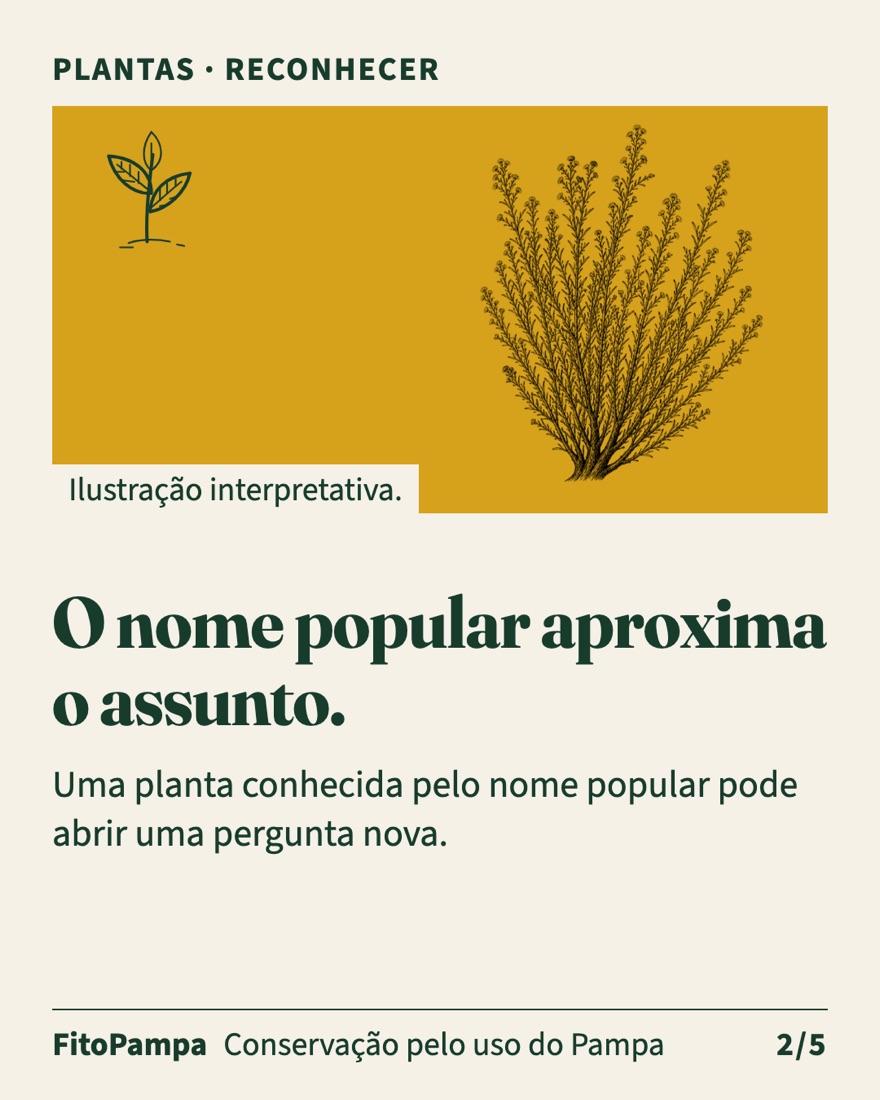 PLANTAS · RECONHECER
Ilustração interpretativa.
O nome popular aproxima
o assunto.
Uma planta conhecida pelo nome popular pode
abrir uma pergunta nova.
FitoPampa Conservação pelo uso do Pampa 2/5